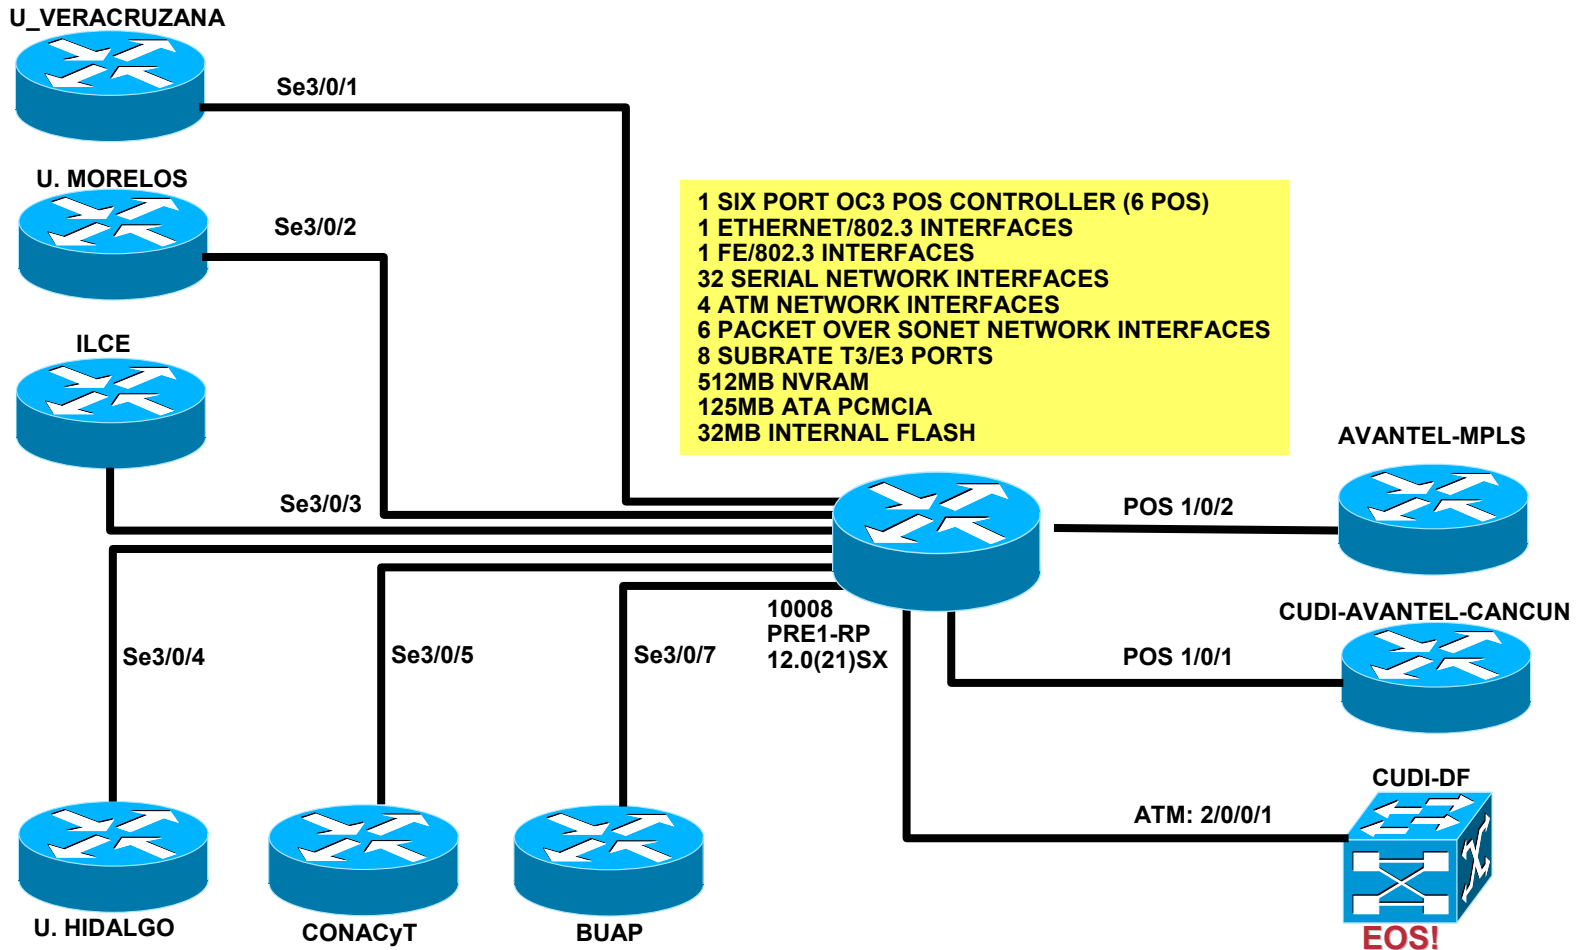 U_VERACRUZANA
Se3/0/1
U. MORELOS
Se3/0/2
1 SIX PORT OC3 POS CONTROLLER (6 POS)
1 ETHERNET/802.3 INTERFACES
1 FE/802.3 INTERFACES
32 SERIAL NETWORK INTERFACES
4 ATM NETWORK INTERFACES
6 PACKET OVER SONET NETWORK INTERFACES
8 SUBRATE T3/E3 PORTS
512MB NVRAM
125MB ATA PCMCIA
32MB INTERNAL FLASH
ILCE
Se3/0/3
AVANTEL-MPLS
POS 1/0/2
10008
PRE1-RP
12.0(21)SX
CUDI-AVANTEL-CANCUN
POS 1/0/1
Se3/0/4
Se3/0/5
Se3/0/7
CUDI-DF
ATM: 2/0/0/1
EOS!
U. HIDALGO
CONACyT
BUAP